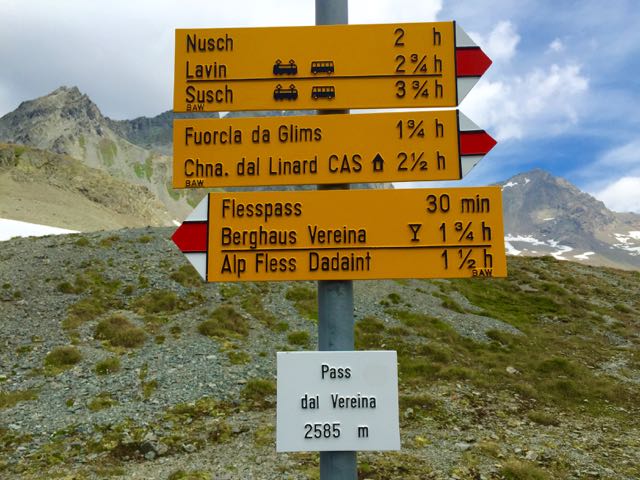 Nusch 2 h
Lavin 2¾ h
Susch 3¾ h
BAW
Fuorcla da Glims 1¾ h
Chna. dal Linard CAS 2½ h
BAW
Flesspass 30 min
Berghaus Vereina 1¾ h
Alp Fless Dadaint 1½ h
BAW
Pass
dal Vereina
2585 m